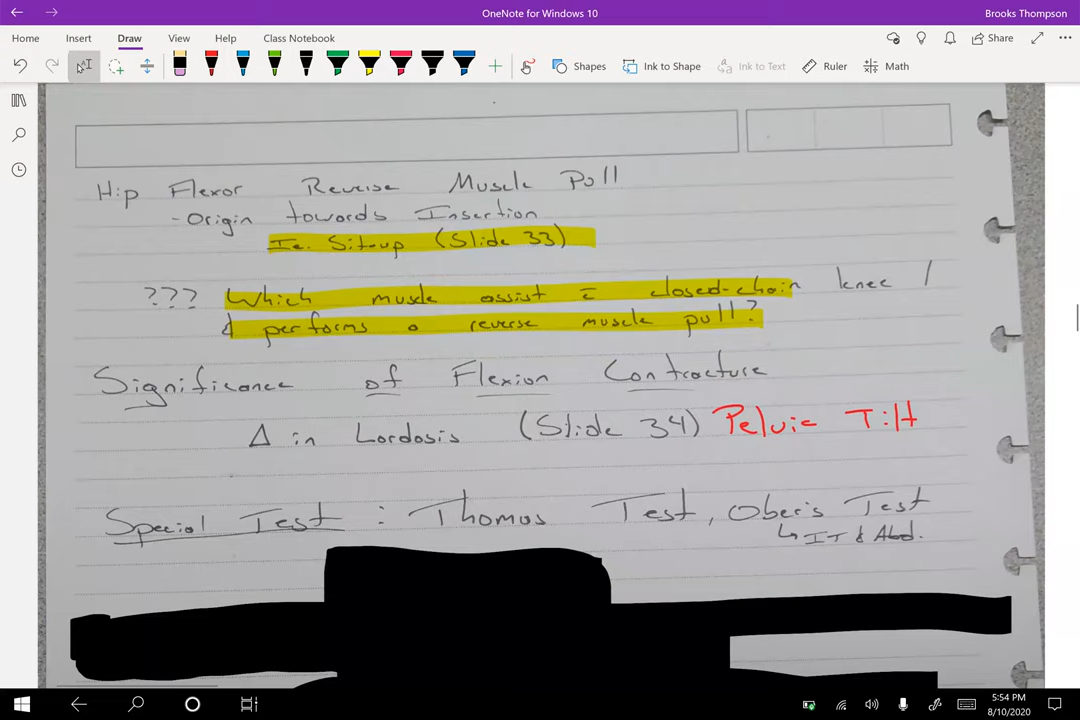 OneNote for Windows 10
Brooks Thompson
Home Insert Draw View Help Class Notebook
Share
Shapes Ink to Shape Ink to Text Ruler Math
Hip Flexor Reverse Muscle Pull
- Origin towards Insertion
Ie. Sit-up (Slide 33)
??? Which muscle assist c̄ closed-chain knee /
& performs a reverse muscle pull?
Significance of Flexion Contracture
Δ in Lordosis (Slide 34) Pelvic Tilt
Special Test : Thomas Test, Ober's Test
↳ IT & Abd.
5:54 PM
8/10/2020